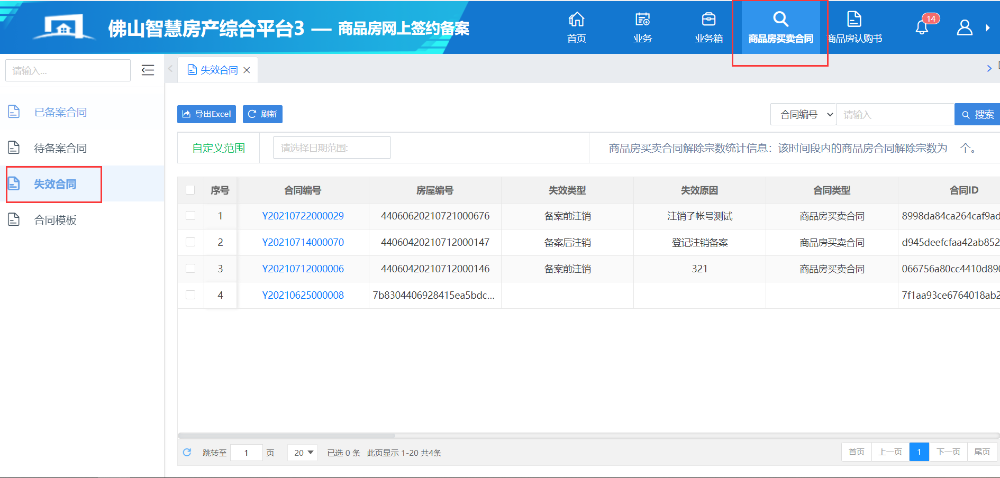 佛山智慧房产综合平台3 — 商品房网上签约备案
首页
业务
业务箱
商品房买卖合同
商品房认购书
14
请输入...
失效合同
已备案合同
待备案合同
失效合同
合同模板
导出Excel
刷新
合同编号
请输入
搜索
自定义范围
请选择日期范围:
商品房买卖合同解除宗数统计信息：该时间段内的商品房合同解除宗数为 个。
序号 合同编号 房屋编号 失效类型 失效原因 合同类型 合同ID
1 Y20210722000029 44060620210721000676 备案前注销 注销子帐号测试 商品房买卖合同 8998da84ca264caf9ad
2 Y20210714000070 44060420210712000147 备案后注销 登记注销备案 商品房买卖合同 d945deefcfaa42ab852
3 Y20210712000006 44060420210712000146 备案前注销 321 商品房买卖合同 066756a80cc4410d890
4 Y20210625000008 7b8304406928415ea5bdc... 7f1aa93ce6764018ab2
跳转至 1 页 20 已选 0 条 此页显示 1-20 共4条
首页 上一页 1 下一页 尾页